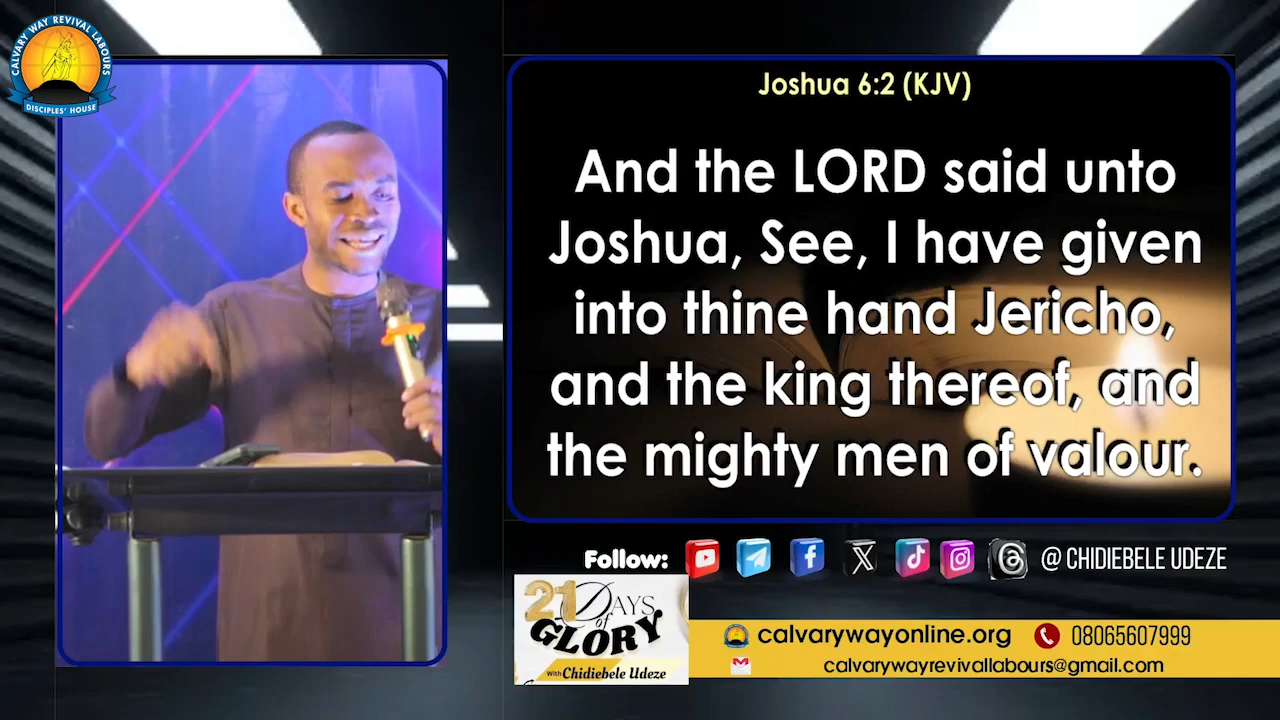 CALVARY WAY REVIVAL LABOURS
DISCIPLES' HOUSE
Joshua 6:2 (KJV)
And the LORD said unto
Joshua, See, I have given
into thine hand Jericho,
and the king thereof, and
the mighty men of valour.
Follow:
@ CHIDIEBELE UDEZE
21 DAYS
of
GLORY
With Chidiebele Udeze
calvarywayonline.org
08065607999
calvarywayrevivallabours@gmail.com